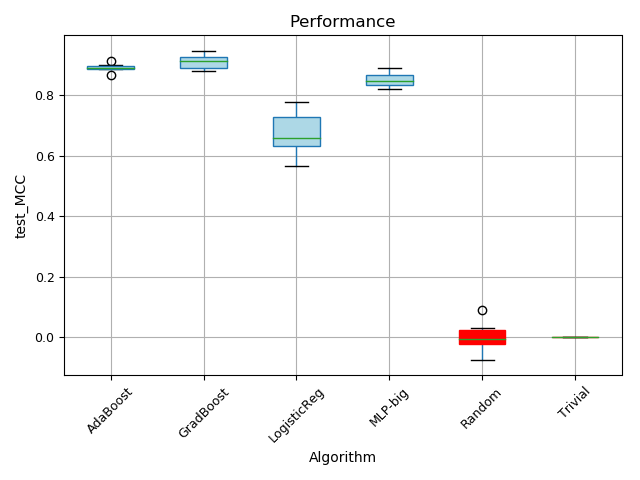 Performance
test_MCC
0.8
0.6
0.4
0.2
0.0
AdaBoost
GradBoost
LogisticReg
MLP-big
Random
Trivial
Algorithm